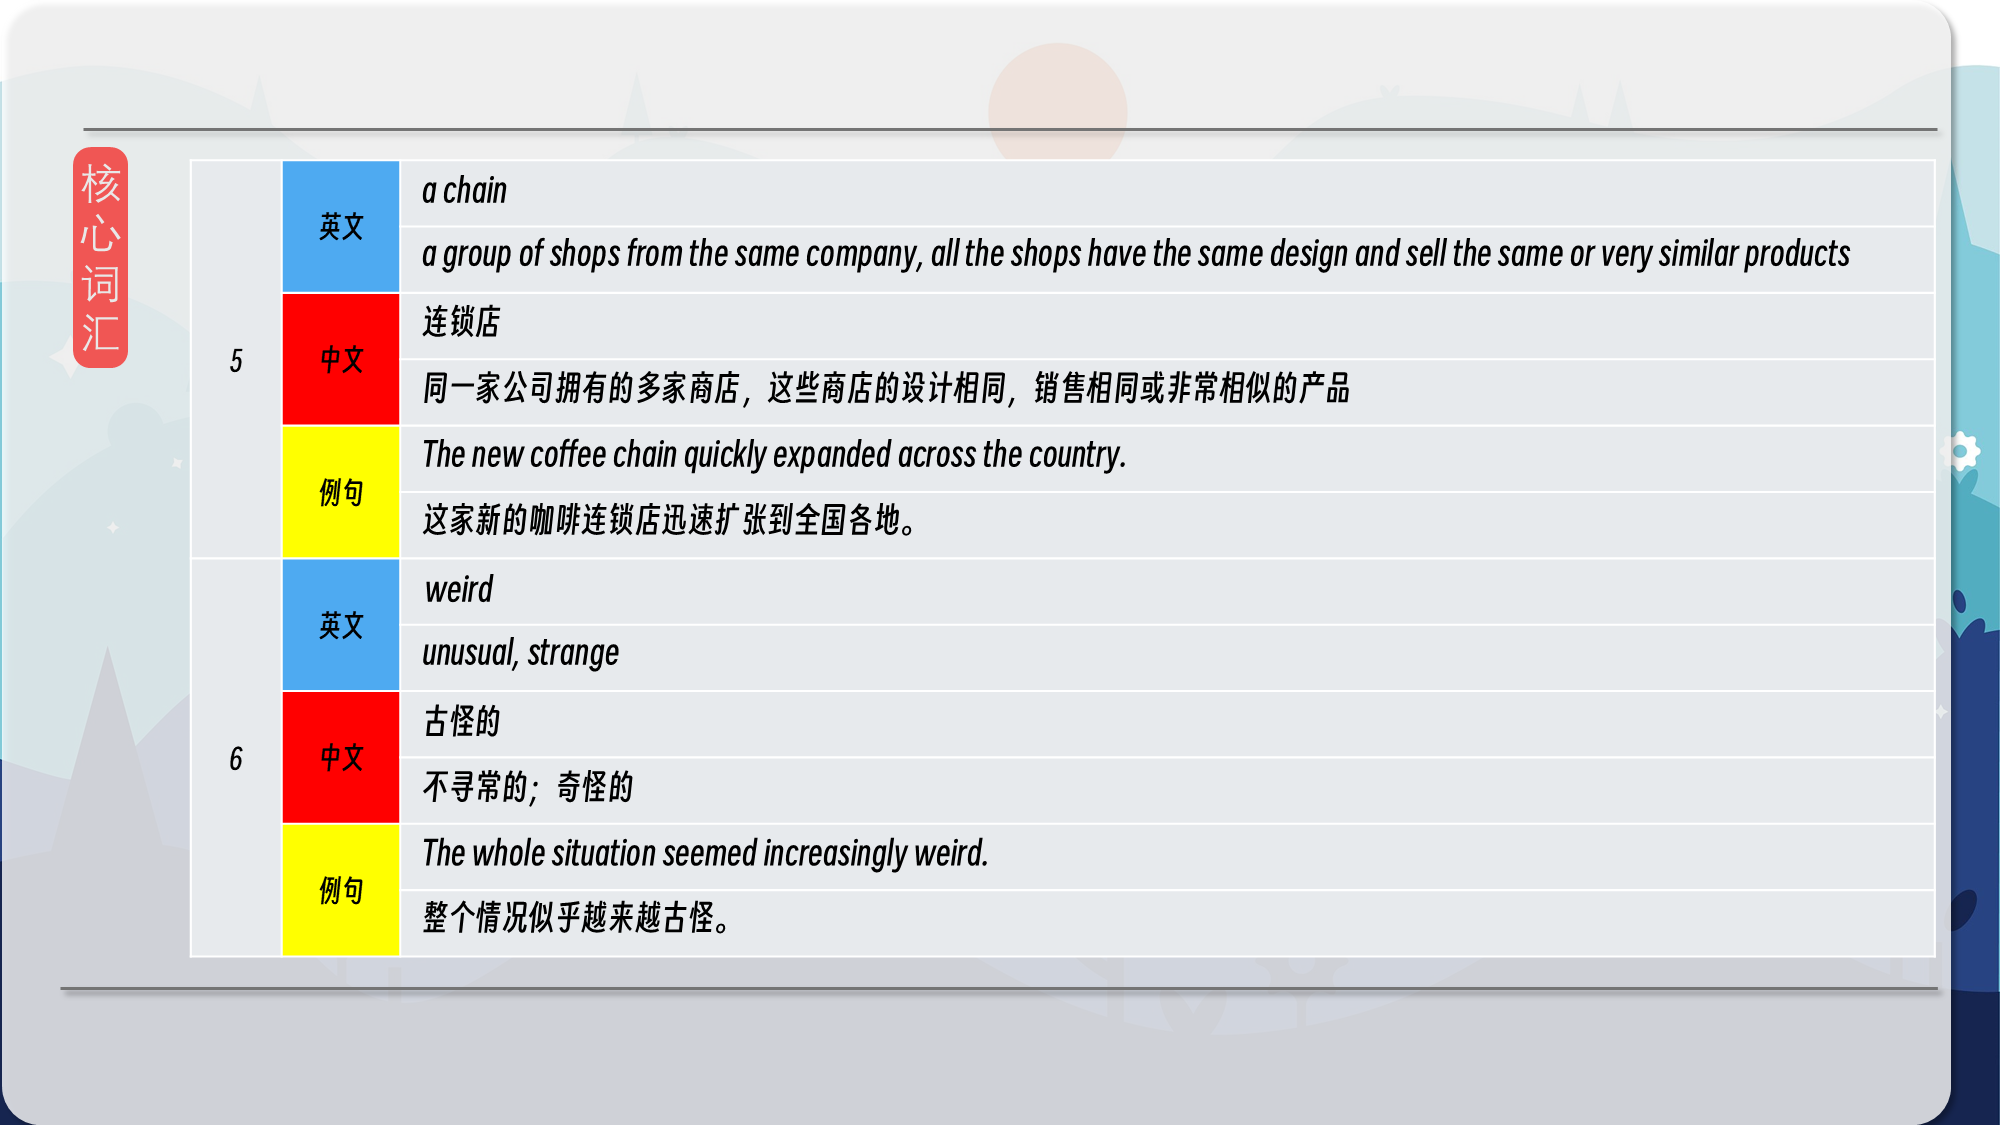 核心词汇
5
英文
a chain
a group of shops from the same company, all the shops have the same design and sell the same or very similar products
中文
连锁店
同一家公司拥有的多家商店，这些商店的设计相同，销售相同或非常相似的产品
例句
The new coffee chain quickly expanded across the country.
这家新的咖啡连锁店迅速扩张到全国各地。
6
英文
weird
unusual, strange
中文
古怪的
不寻常的；奇怪的
例句
The whole situation seemed increasingly weird.
整个情况似乎越来越古怪。